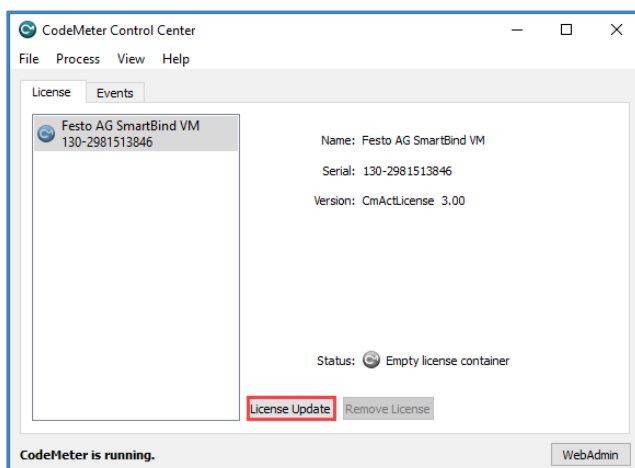 CodeMeter Control Center
File Process View Help
License Events
Festo AG SmartBind VM
130-2981513846
Name: Festo AG SmartBind VM
Serial: 130-2981513846
Version: CmActLicense 3.00
Status: Empty license container
License Update Remove License
CodeMeter is running. WebAdmin